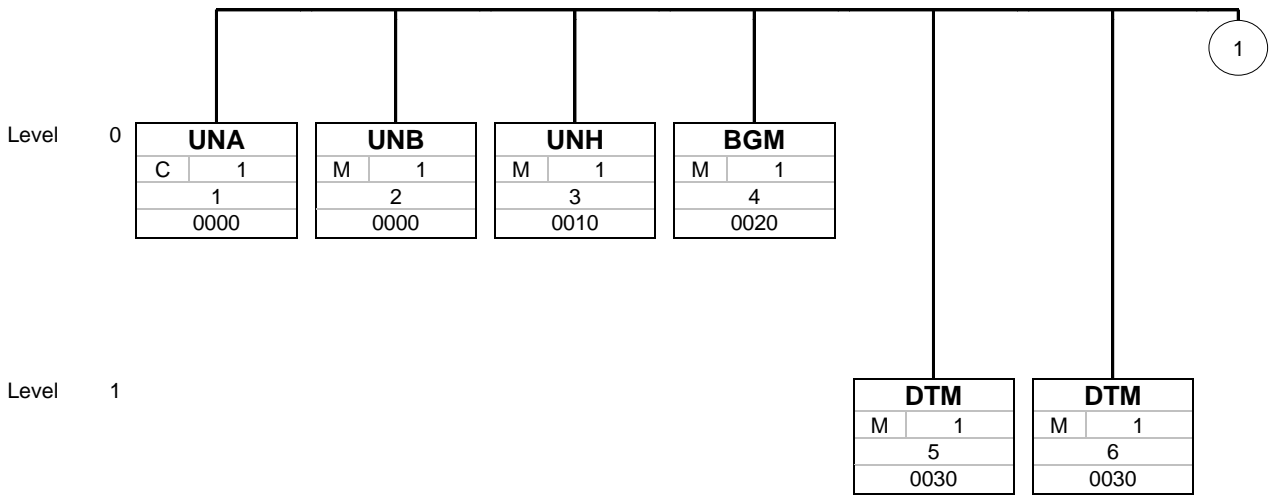 1
Level 0
UNA UNB UNH BGM
C 1 M 1 M 1 M 1
1 2 3 4
0000 0000 0010 0020
Level 1
DTM DTM
M 1 M 1
5 6
0030 0030